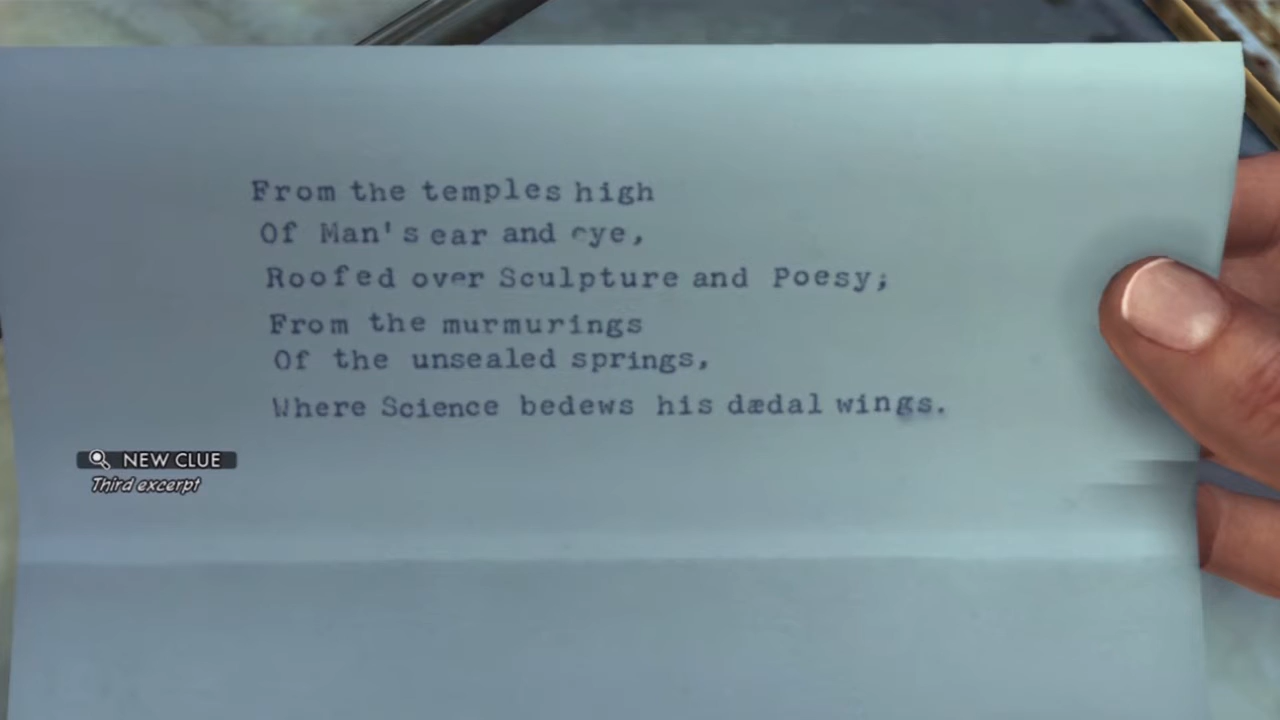 From the temples high
Of Man's ear and eye,
Roofed over Sculpture and Poesy;
From the murmurings
Of the unsealed springs,
Where Science bedews his dædal wings.
NEW CLUE
Third excerpt